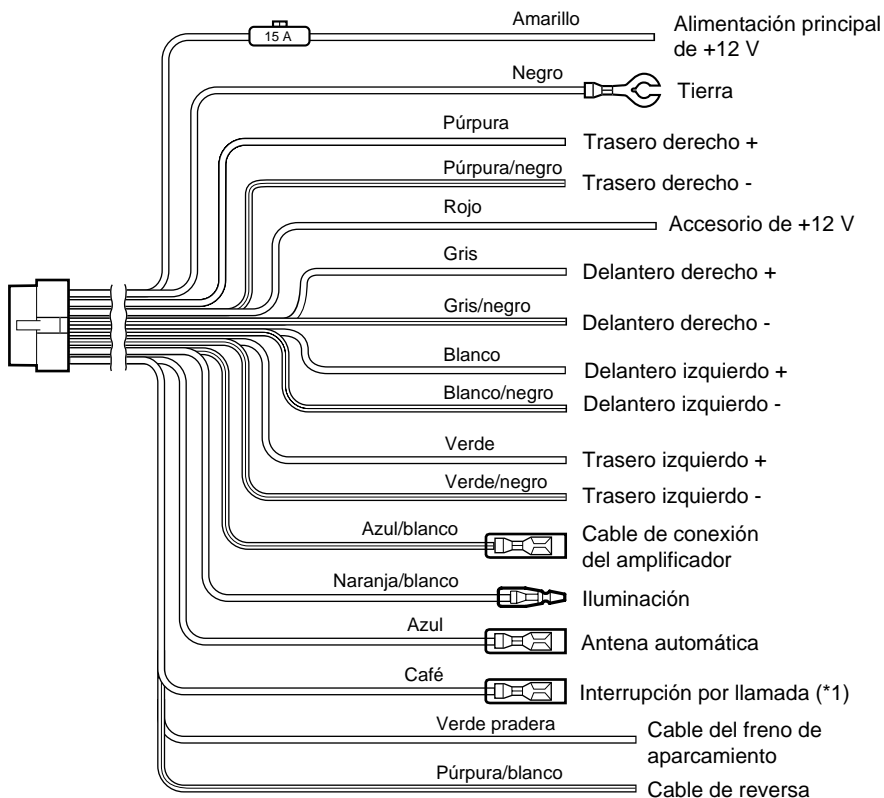 Amarillo
15 A
Alimentación principal
de +12 V
Negro
Tierra
Púrpura
Trasero derecho +
Púrpura/negro
Trasero derecho -
Rojo
Accesorio de +12 V
Gris
Delantero derecho +
Gris/negro
Delantero derecho -
Blanco
Delantero izquierdo +
Blanco/negro
Delantero izquierdo -
Verde
Trasero izquierdo +
Verde/negro
Trasero izquierdo -
Azul/blanco
Cable de conexión
del amplificador
Naranja/blanco
Iluminación
Azul
Antena automática
Café
Interrupción por llamada (*1)
Verde pradera
Cable del freno de
aparcamiento
Púrpura/blanco
Cable de reversa